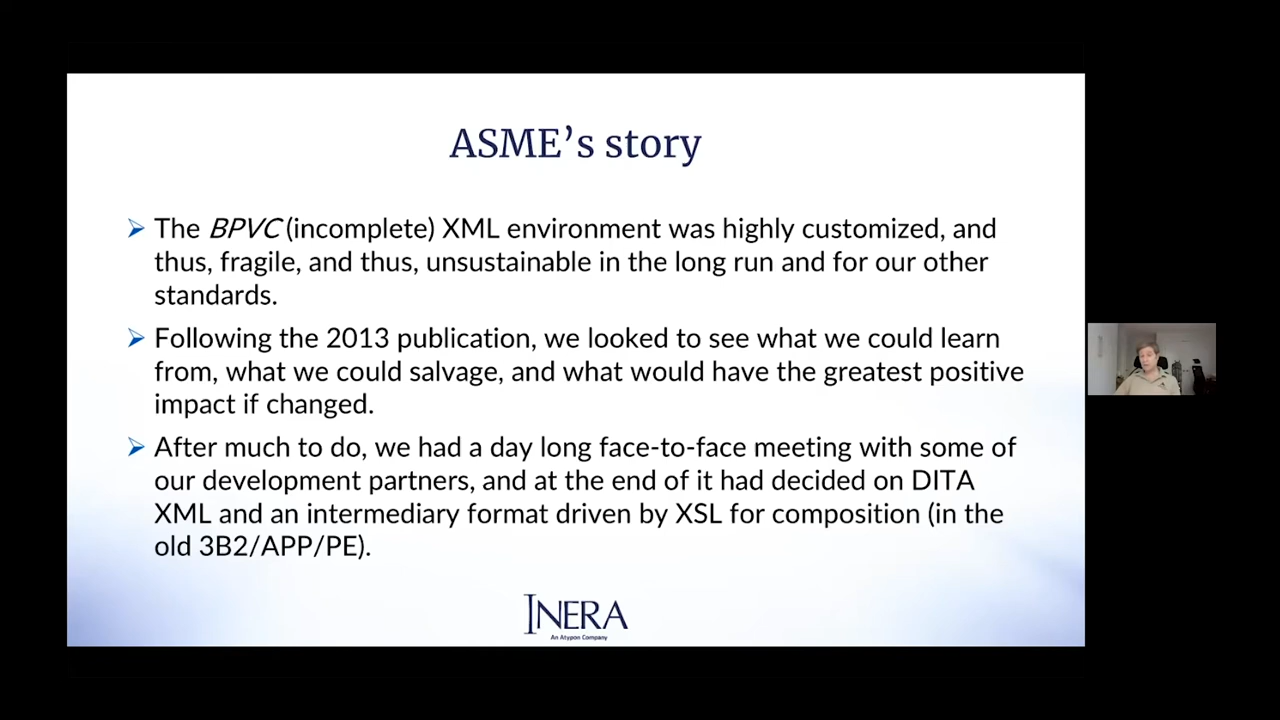 ASME’s story
➢ The BPVC (incomplete) XML environment was highly customized, and
thus, fragile, and thus, unsustainable in the long run and for our other
standards.
➢ Following the 2013 publication, we looked to see what we could learn
from, what we could salvage, and what would have the greatest positive
impact if changed.
➢ After much to do, we had a day long face-to-face meeting with some of
our development partners, and at the end of it had decided on DITA
XML and an intermediary format driven by XSL for composition (in the
old 3B2/APP/PE).
INERA
An Atypon Company